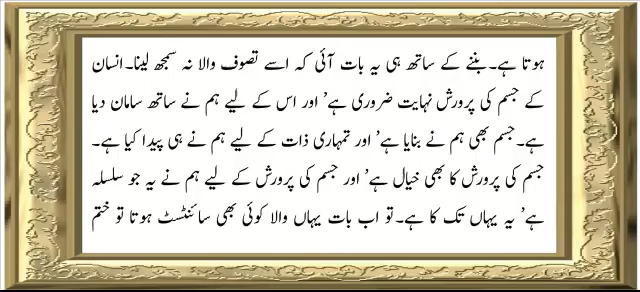 ہوتا ہے۔بننے کے ساتھ ہی یہ بات آئی کہ اسے تصوف والا نہ سمجھ لینا۔انسان
کے جسم کی پرورش نہایت ضروری ہے’ اور اس کے لیے ہم نے ساتھ سامان دیا
ہے۔جسم بھی ہم نے بنایا ہے’ اور تمہاری ذات کے لیے ہم نے ہی پیدا کیا ہے۔
جسم کی پرورش کا بھی خیال ہے’ اور جسم کی پرورش کے لیے ہم نے یہ جو سلسلہ
ہے’ یہ یہاں تک کا ہے۔تو اب بات یہاں والا کوئی بھی سائنٹسٹ ہوتا تو ختم